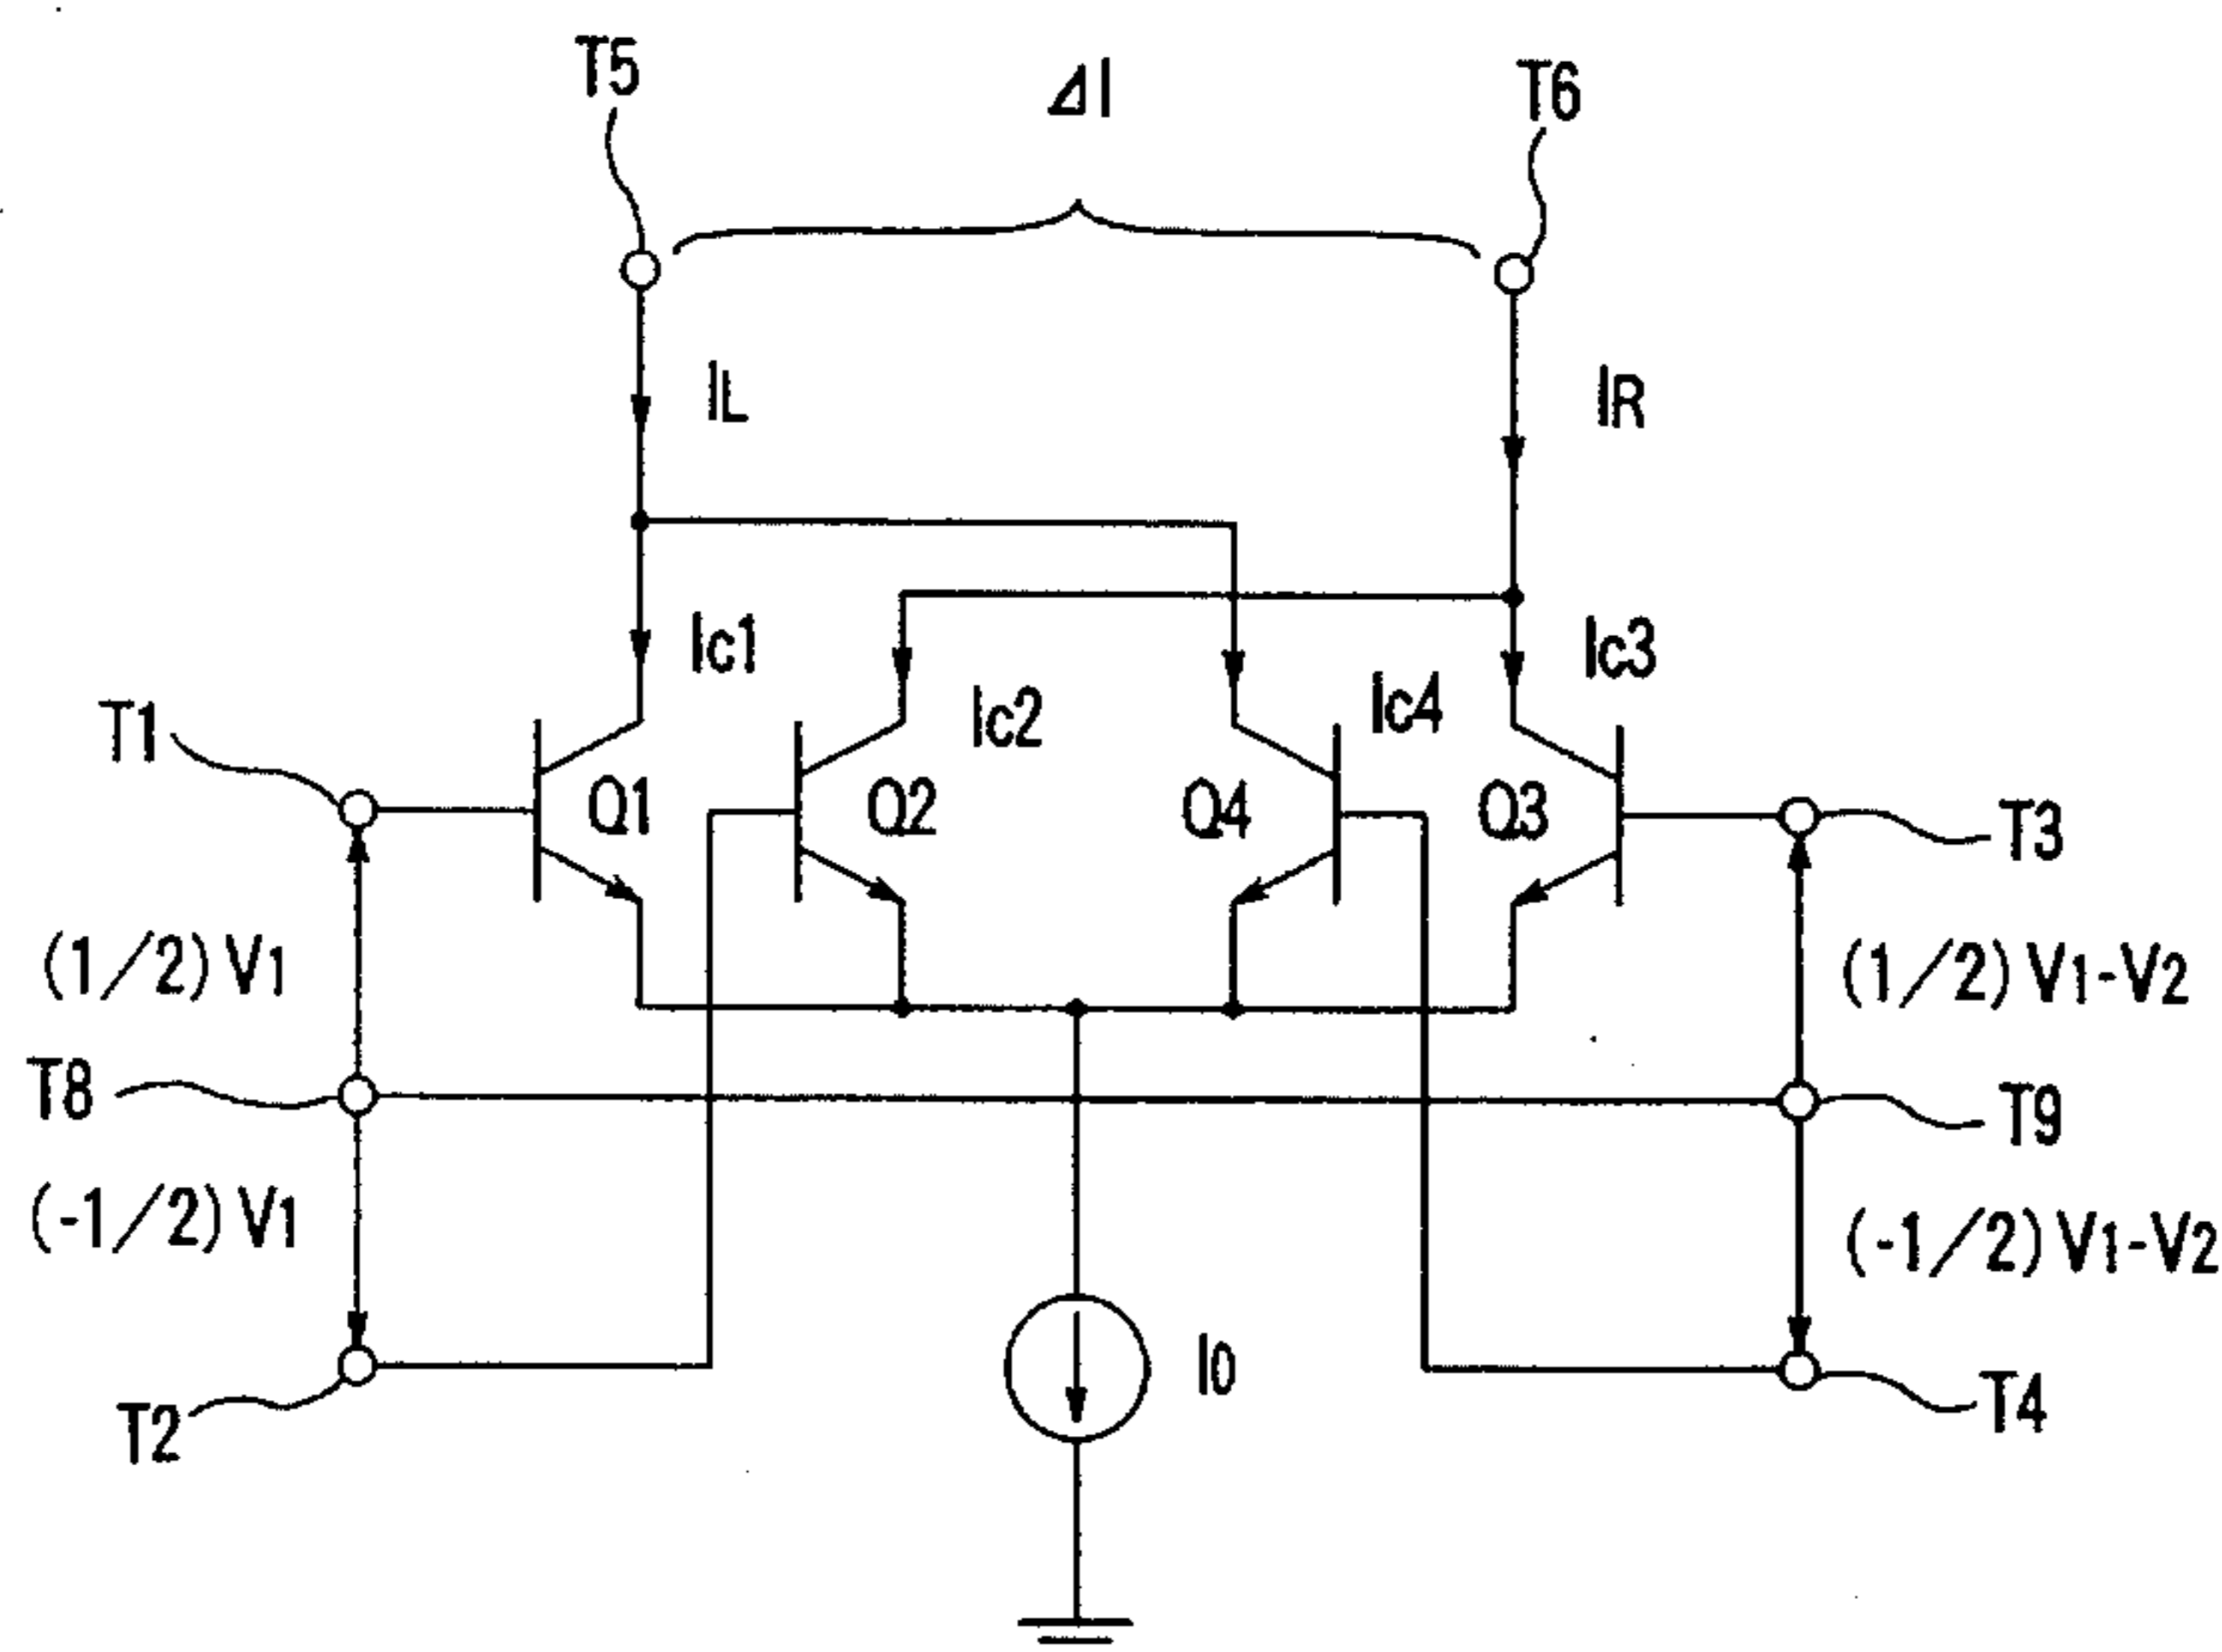 T5
ΔI
T6
IL
IR
Ic1
Ic3
Ic2
Ic4
T1
Q1
Q2
Q4
Q3
T3
(1/2)V1
(1/2)V1-V2
T8
T9
(-1/2)V1
(-1/2)V1-V2
I0
T2
T4